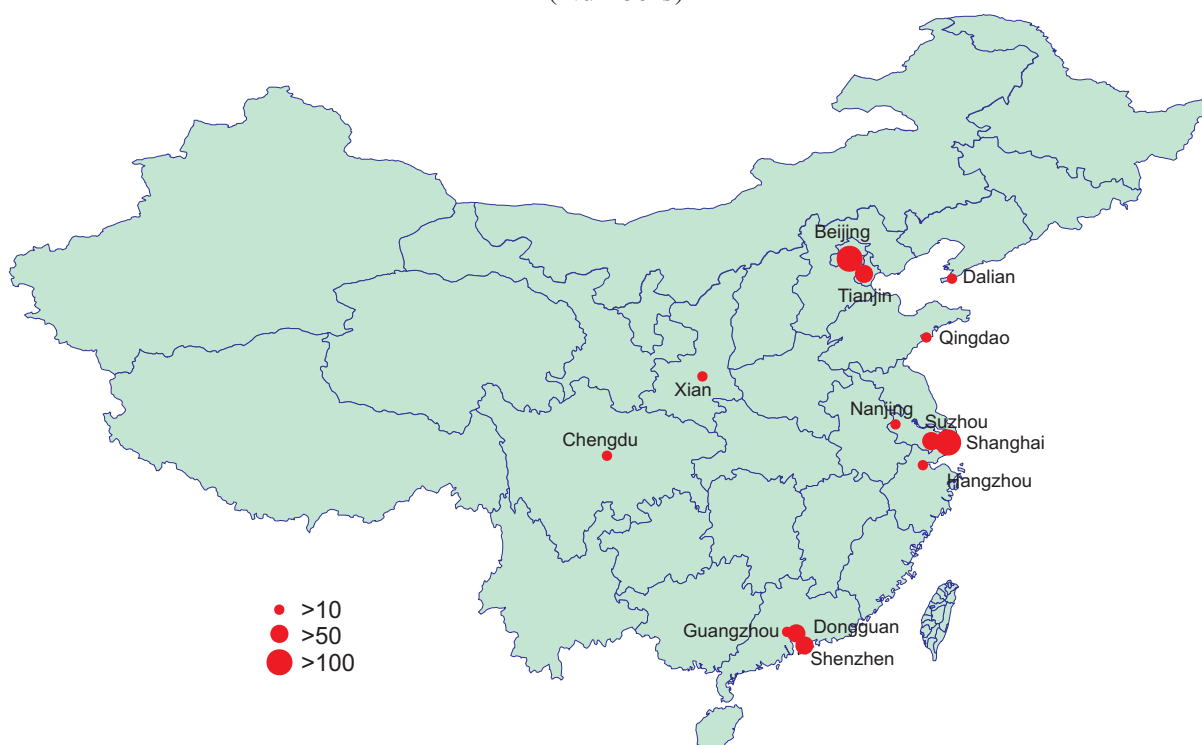 Beijing
Dalian
Tianjin
Qingdao
Xian
Nanjing
Suzhou
Chengdu
Shanghai
Hangzhou
>10
>50
>100
Guangzhou
Dongguan
Shenzhen